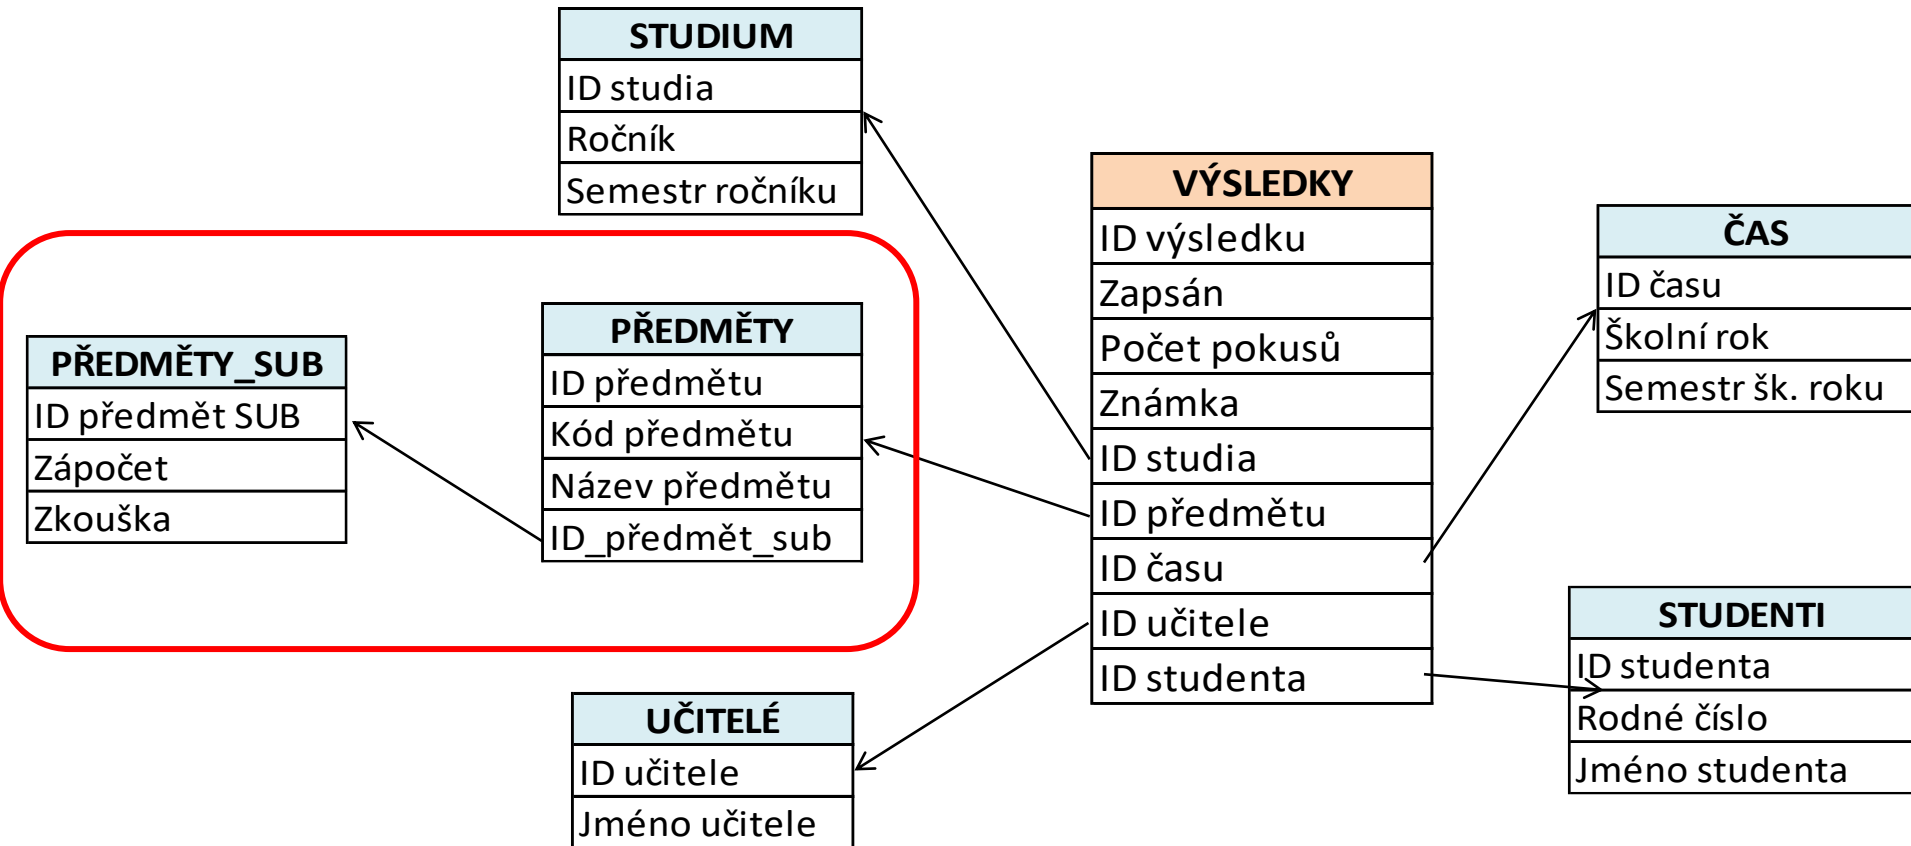 STUDIUM
ID studia
Ročník
Semestr ročníku
PŘEDMĚTY_SUB
ID předmět SUB
Zápočet
Zkouška
PŘEDMĚTY
ID předmětu
Kód předmětu
Název předmětu
ID_předmět_sub
UČITELÉ
ID učitele
Jméno učitele
VÝSLEDKY
ID výsledku
Zapsán
Počet pokusů
Známka
ID studia
ID předmětu
ID času
ID učitele
ID studenta
ČAS
ID času
Školní rok
Semestr šk. roku
STUDENTI
ID studenta
Rodné číslo
Jméno studenta